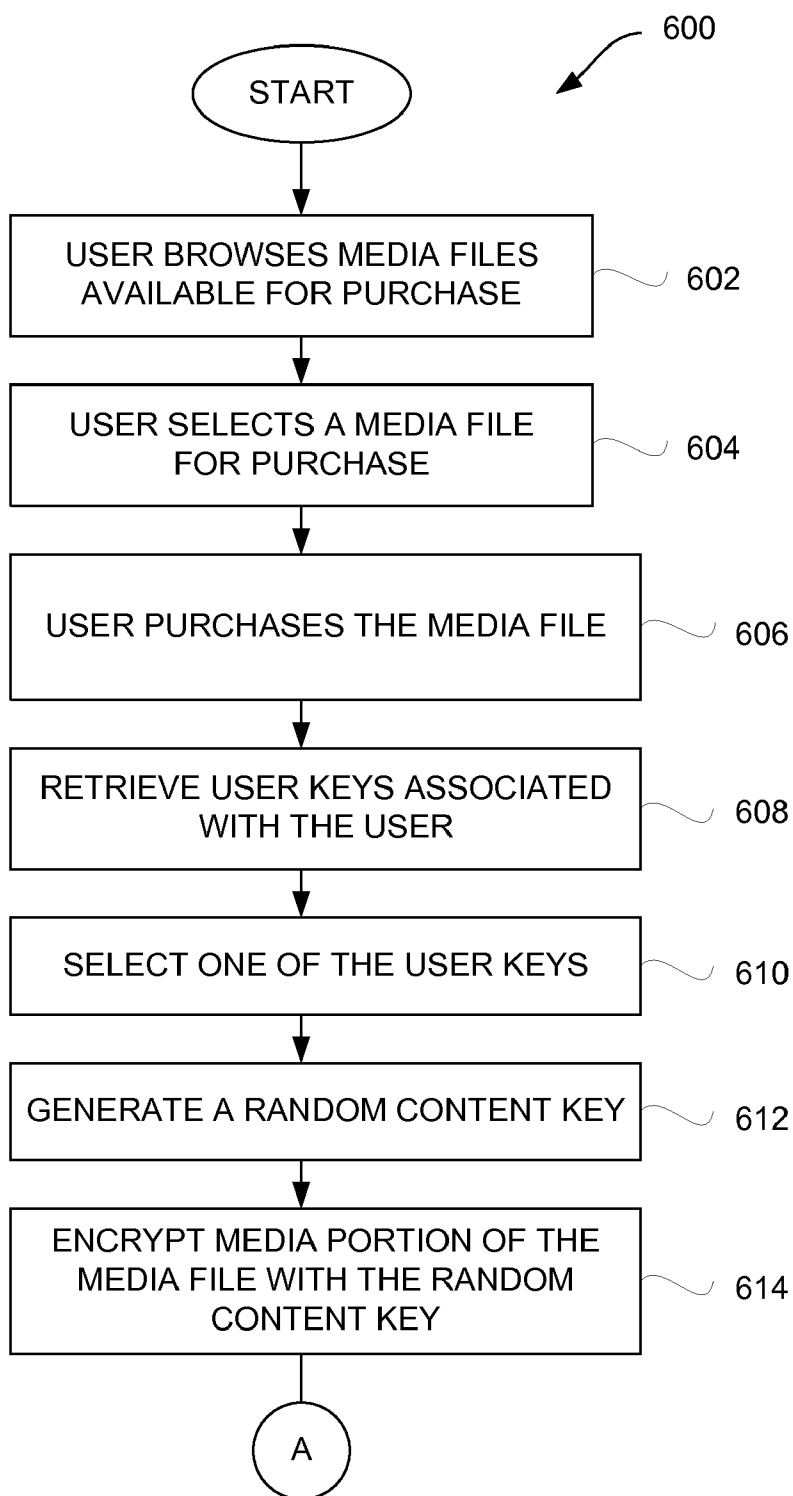 600
START
USER BROWSES MEDIA FILES
AVAILABLE FOR PURCHASE
602
USER SELECTS A MEDIA FILE
FOR PURCHASE
604
USER PURCHASES THE MEDIA FILE
606
RETRIEVE USER KEYS ASSOCIATED
WITH THE USER
608
SELECT ONE OF THE USER KEYS
610
GENERATE A RANDOM CONTENT KEY
612
ENCRYPT MEDIA PORTION OF THE
MEDIA FILE WITH THE RANDOM
CONTENT KEY
614
A